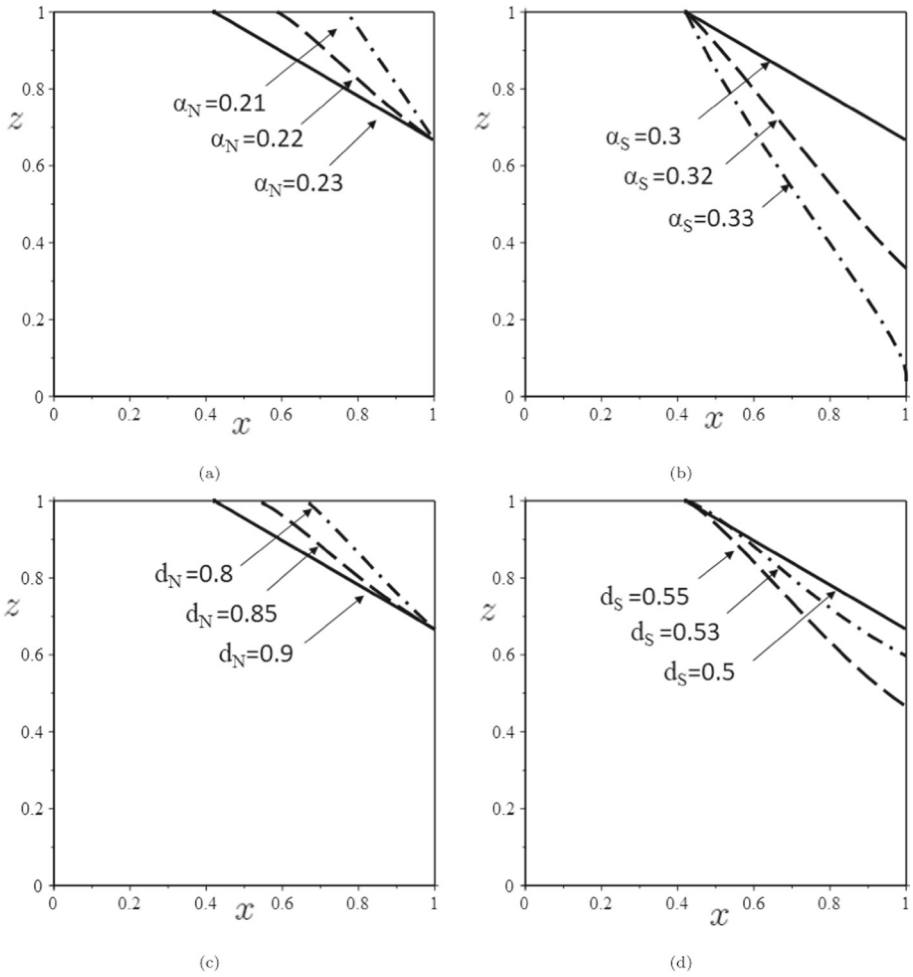 1
0.8
z
0.6
0.4
0.2
0
0
0.2
0.4
0.6
0.8
1
x
α_N=0.21
α_N=0.22
α_N=0.23
(a)
1
0.8
z
0.6
0.4
0.2
0
0
0.2
0.4
0.6
0.8
1
x
α_S=0.3
α_S=0.32
α_S=0.33
(b)
1
0.8
z
0.6
0.4
0.2
0
0
0.2
0.4
0.6
0.8
1
x
d_N=0.8
d_N=0.85
d_N=0.9
(c)
1
0.8
z
0.6
0.4
0.2
0
0
0.2
0.4
0.6
0.8
1
x
d_S=0.55
d_S=0.53
d_S=0.5
(d)